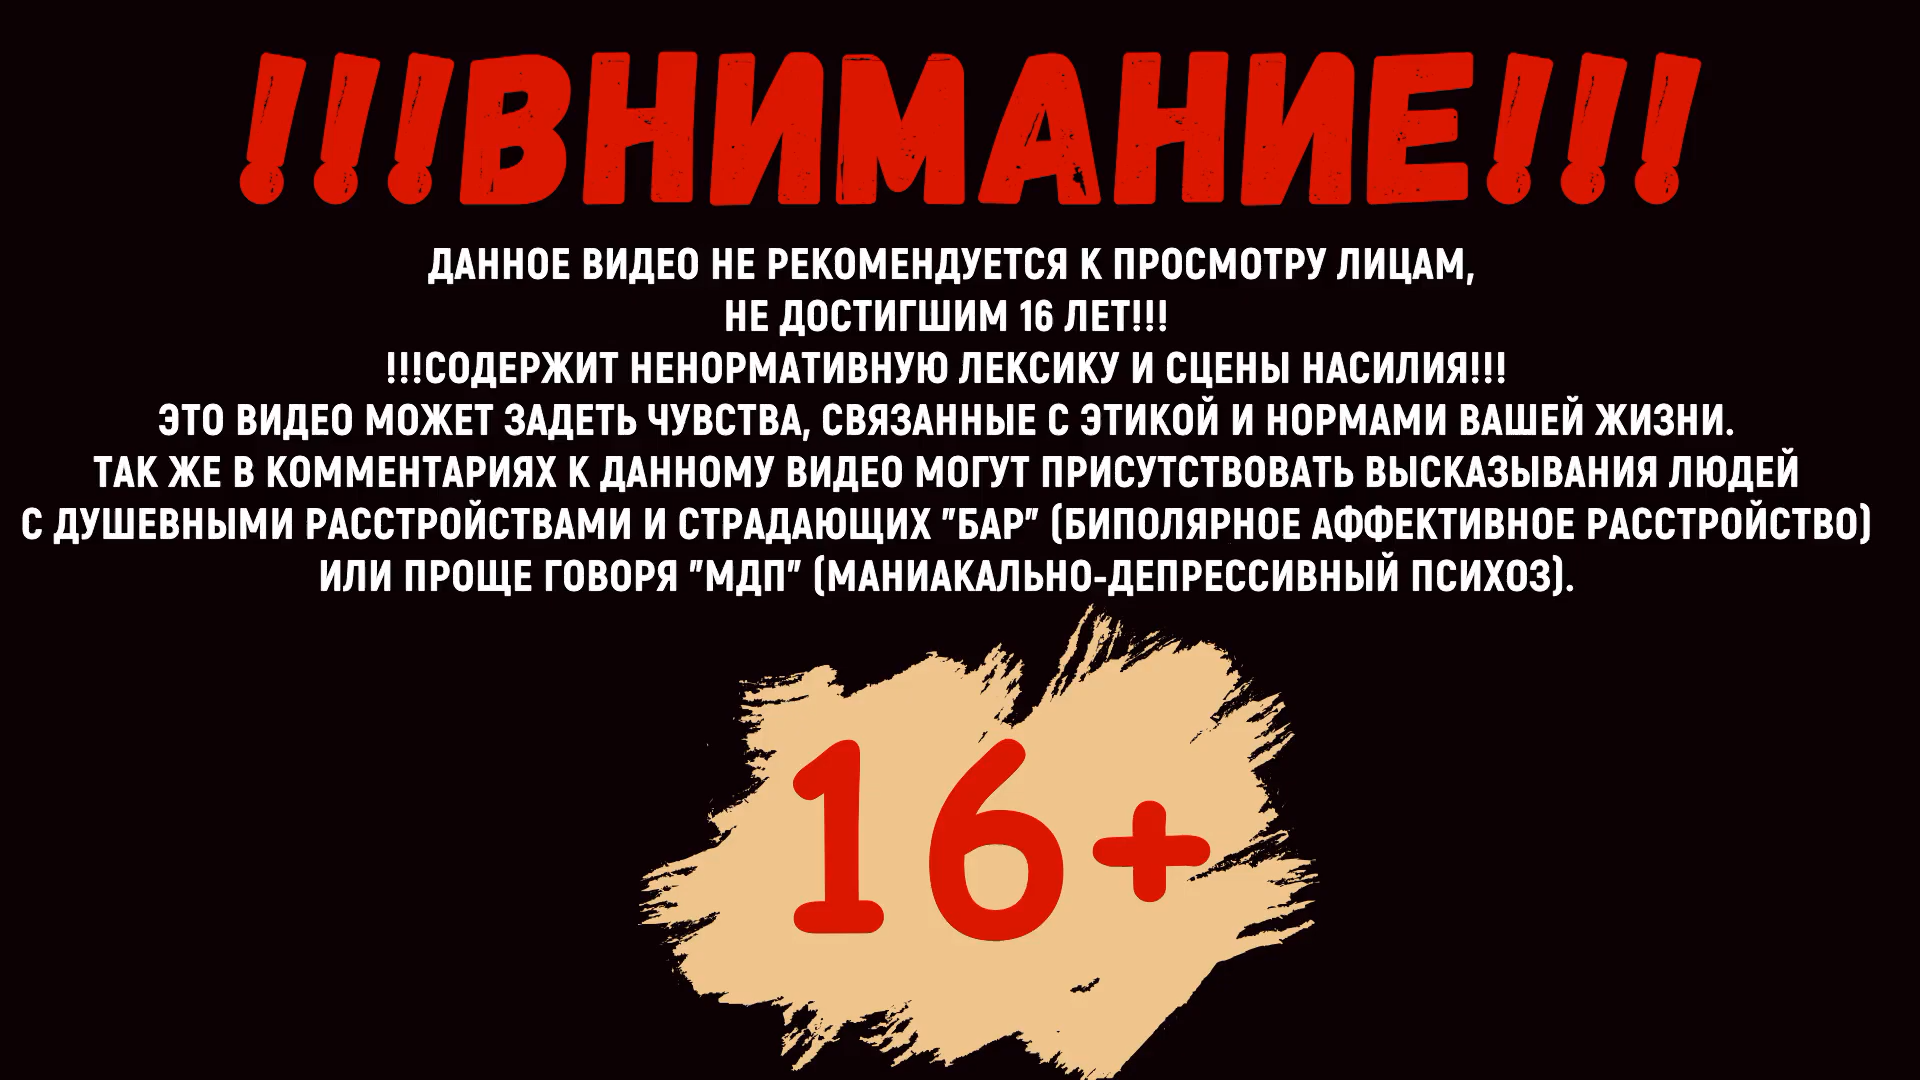 !!!ВНИМАНИЕ!!!
ДАННОЕ ВИДЕО НЕ РЕКОМЕНДУЕТСЯ К ПРОСМОТРУ ЛИЦАМ,
НЕ ДОСТИГШИМ 16 ЛЕТ!!!
!!!СОДЕРЖИТ НЕНОРМАТИВНУЮ ЛЕКСИКУ И СЦЕНЫ НАСИЛИЯ!!!
ЭТО ВИДЕО МОЖЕТ ЗАДЕТЬ ЧУВСТВА, СВЯЗАННЫЕ С ЭТИКОЙ И НОРМАМИ ВАШЕЙ ЖИЗНИ.
ТАК ЖЕ В КОММЕНТАРИЯХ К ДАННОМУ ВИДЕО МОГУТ ПРИСУТСТВОВАТЬ ВЫСКАЗЫВАНИЯ ЛЮДЕЙ
С ДУШЕВНЫМИ РАССТРОЙСТВАМИ И СТРАДАЮЩИХ "БАР" (БИПОЛЯРНОЕ АФФЕКТИВНОЕ РАССТРОЙСТВО)
ИЛИ ПРОЩЕ ГОВОРЯ "МДП" (МАНИАКАЛЬНО-ДЕПРЕССИВНЫЙ ПСИХОЗ).
16+